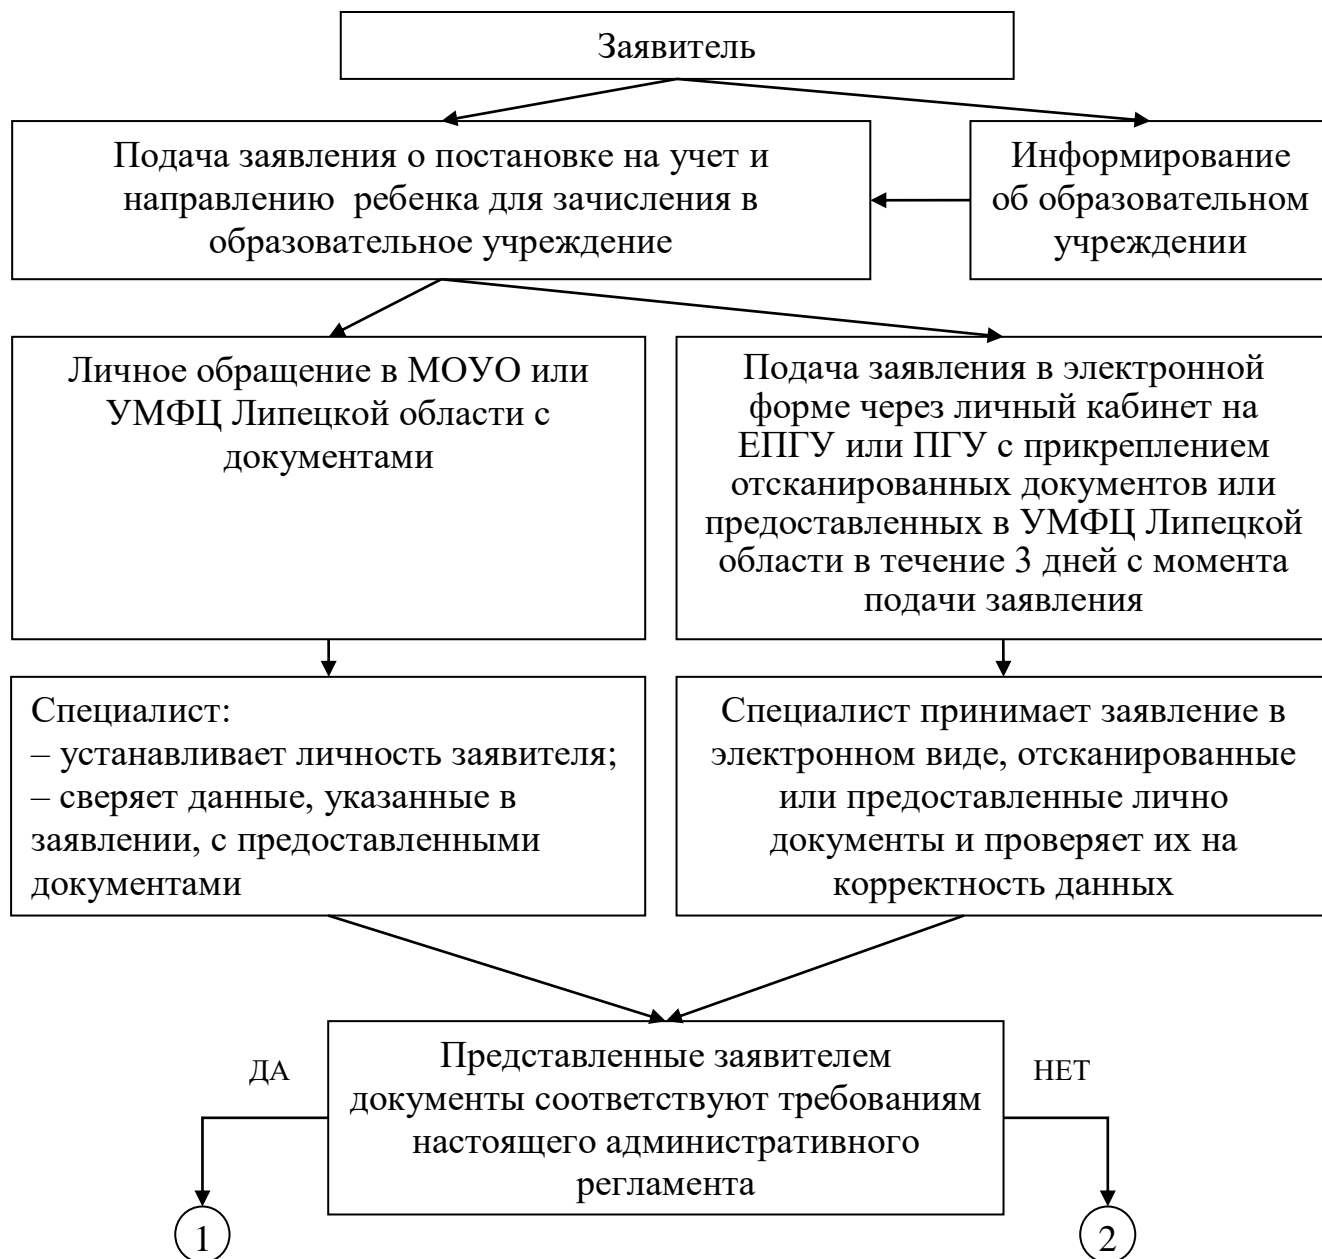 Заявитель
Подача заявления о постановке на учет и
направлению ребенка для зачисления в
образовательное учреждение
Информирование
об образовательном
учреждении
Личное обращение в МОУО или
УМФЦ Липецкой области с
документами
Подача заявления в электронной
форме через личный кабинет на
ЕПГУ или ПГУ с прикреплением
отсканированных документов или
предоставленных в УМФЦ Липецкой
области в течение 3 дней с момента
подачи заявления
Специалист:
– устанавливает личность заявителя;
– сверяет данные, указанные в
заявлении, с предоставленными
документами
Специалист принимает заявление в
электронном виде, отсканированные
или предоставленные лично
документы и проверяет их на
корректность данных
Представленные заявителем
документы соответствуют требованиям
настоящего административного
регламента
ДА
НЕТ
1
2